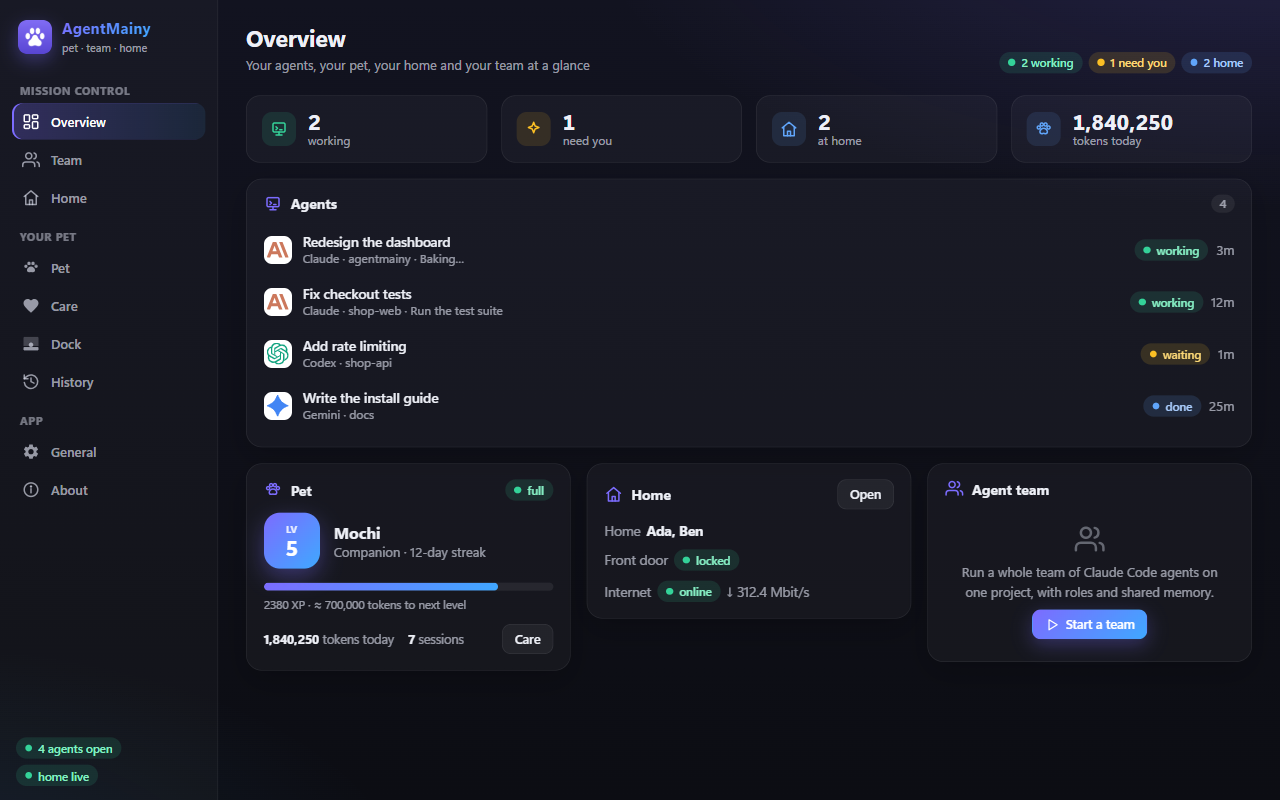 AgentMainy
pet · team · home
MISSION CONTROL
Overview
Team
Home
YOUR PET
Pet
Care
Dock
History
APP
General
About
4 agents open
home live
Overview
Your agents, your pet, your home and your team at a glance
2 working
1 need you
2 home
2
working
1
need you
2
at home
1,840,250
tokens today
Agents
4
Redesign the dashboard
Claude · agentmainy · Baking...
working 3m
Fix checkout tests
Claude · shop-web · Run the test suite
working 12m
Add rate limiting
Codex · shop-api
waiting 1m
Write the install guide
Gemini · docs
done 25m
Pet
full
LV
5
Mochi
Companion · 12-day streak
2380 XP · ≈ 700,000 tokens to next level
1,840,250 tokens today 7 sessions
Care
Home
Open
Home Ada, Ben
Front door locked
Internet online ↓ 312.4 Mbit/s
Agent team
Run a whole team of Claude Code agents on
one project, with roles and shared memory.
Start a team